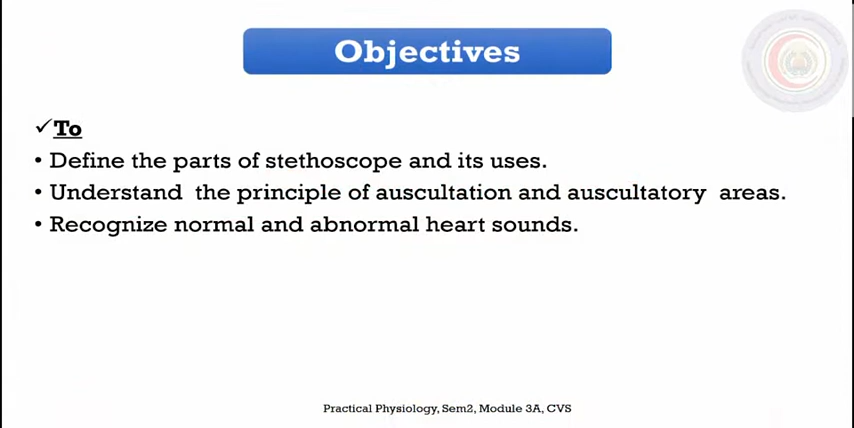 Objectives
✓To
• Define the parts of stethoscope and its uses.
• Understand the principle of auscultation and auscultatory areas.
• Recognize normal and abnormal heart sounds.
Practical Physiology, Sem2, Module 3A, CVS